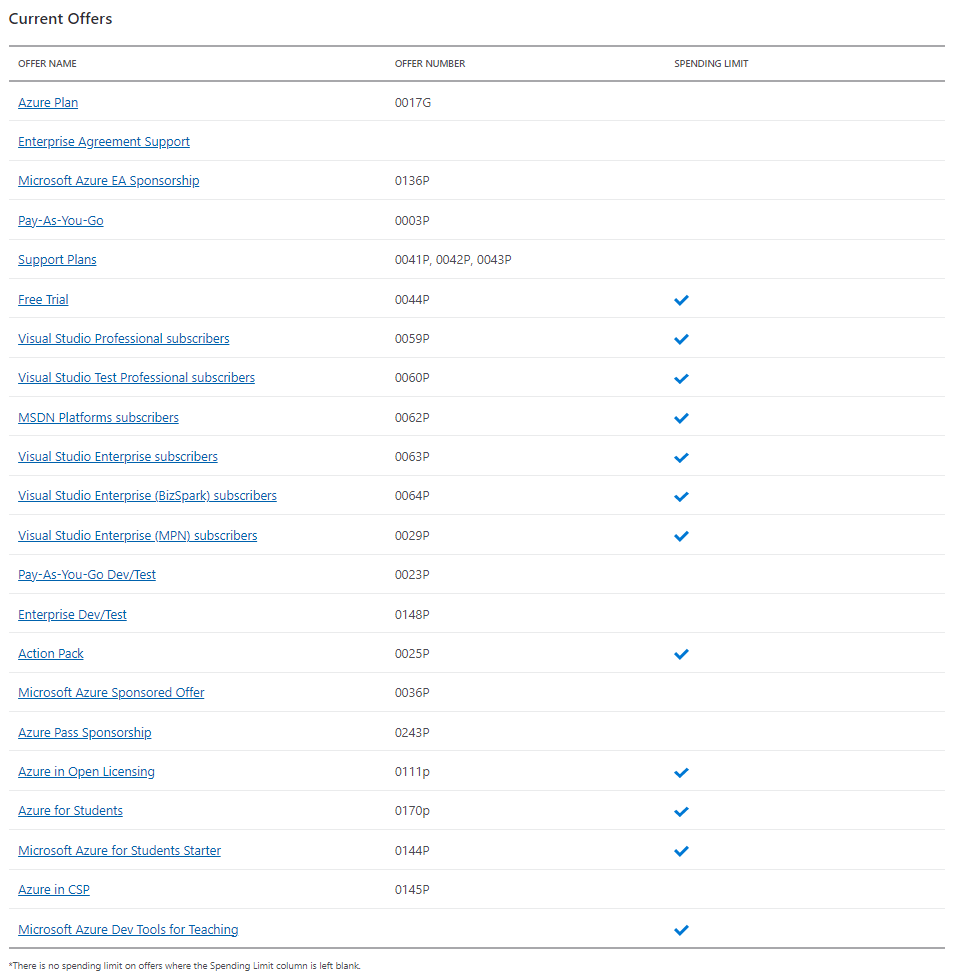 Current Offers
OFFER NAME OFFER NUMBER SPENDING LIMIT
Azure Plan 0017G
Enterprise Agreement Support
Microsoft Azure EA Sponsorship 0136P
Pay-As-You-Go 0003P
Support Plans 0041P, 0042P, 0043P
Free Trial 0044P ✔
Visual Studio Professional subscribers 0059P ✔
Visual Studio Test Professional subscribers 0060P ✔
MSDN Platforms subscribers 0062P ✔
Visual Studio Enterprise subscribers 0063P ✔
Visual Studio Enterprise (BizSpark) subscribers 0064P ✔
Visual Studio Enterprise (MPN) subscribers 0029P ✔
Pay-As-You-Go Dev/Test 0023P
Enterprise Dev/Test 0148P
Action Pack 0025P ✔
Microsoft Azure Sponsored Offer 0036P
Azure Pass Sponsorship 0243P
Azure in Open Licensing 0111p ✔
Azure for Students 0170p ✔
Microsoft Azure for Students Starter 0144P ✔
Azure in CSP 0145P
Microsoft Azure Dev Tools for Teaching ✔
*There is no spending limit on offers where the Spending Limit column is left blank.